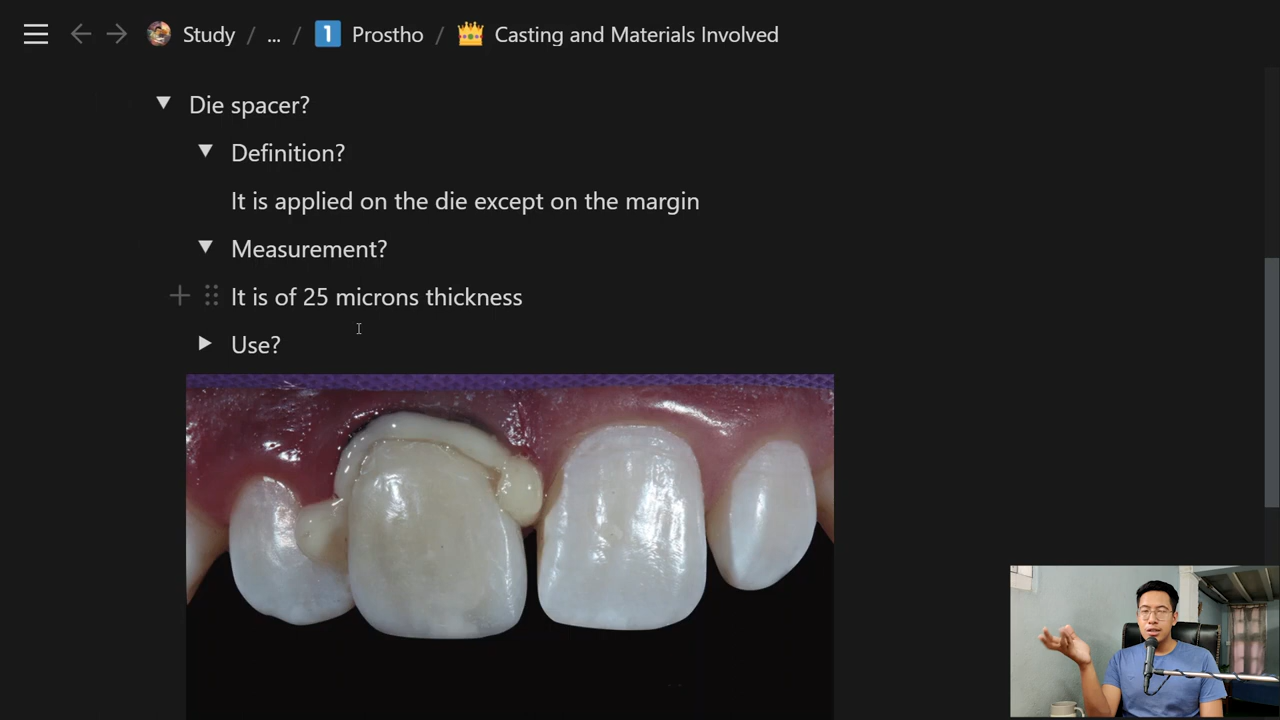 Study / ... / 1 Prostho / Casting and Materials Involved
Die spacer?
Definition?
It is applied on the die except on the margin
Measurement?
It is of 25 microns thickness
Use?